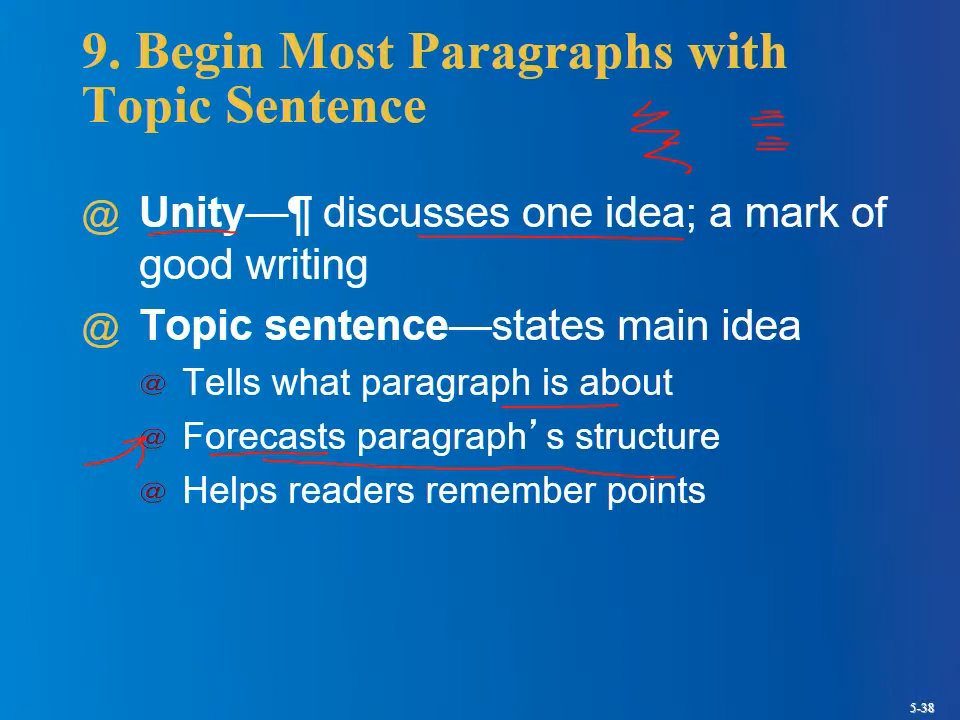 9. Begin Most Paragraphs with
Topic Sentence
@ Unity—¶ discusses one idea; a mark of
good writing
@ Topic sentence—states main idea
@ Tells what paragraph is about
@ Forecasts paragraph’s structure
@ Helps readers remember points
5-38